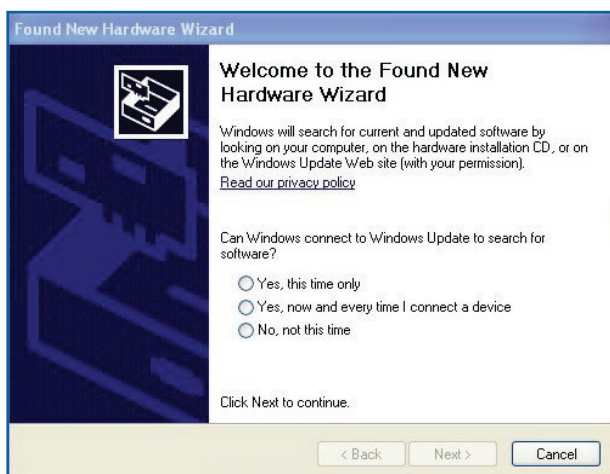 Found New Hardware Wizard
Welcome to the Found New
Hardware Wizard
Windows will search for current and updated software by
looking on your computer, on the hardware installation CD, or on
the Windows Update Web site (with your permission).
Read our privacy policy
Can Windows connect to Windows Update to search for
software?
Yes, this time only
Yes, now and every time I connect a device
No, not this time
Click Next to continue.
< Back
Next >
Cancel